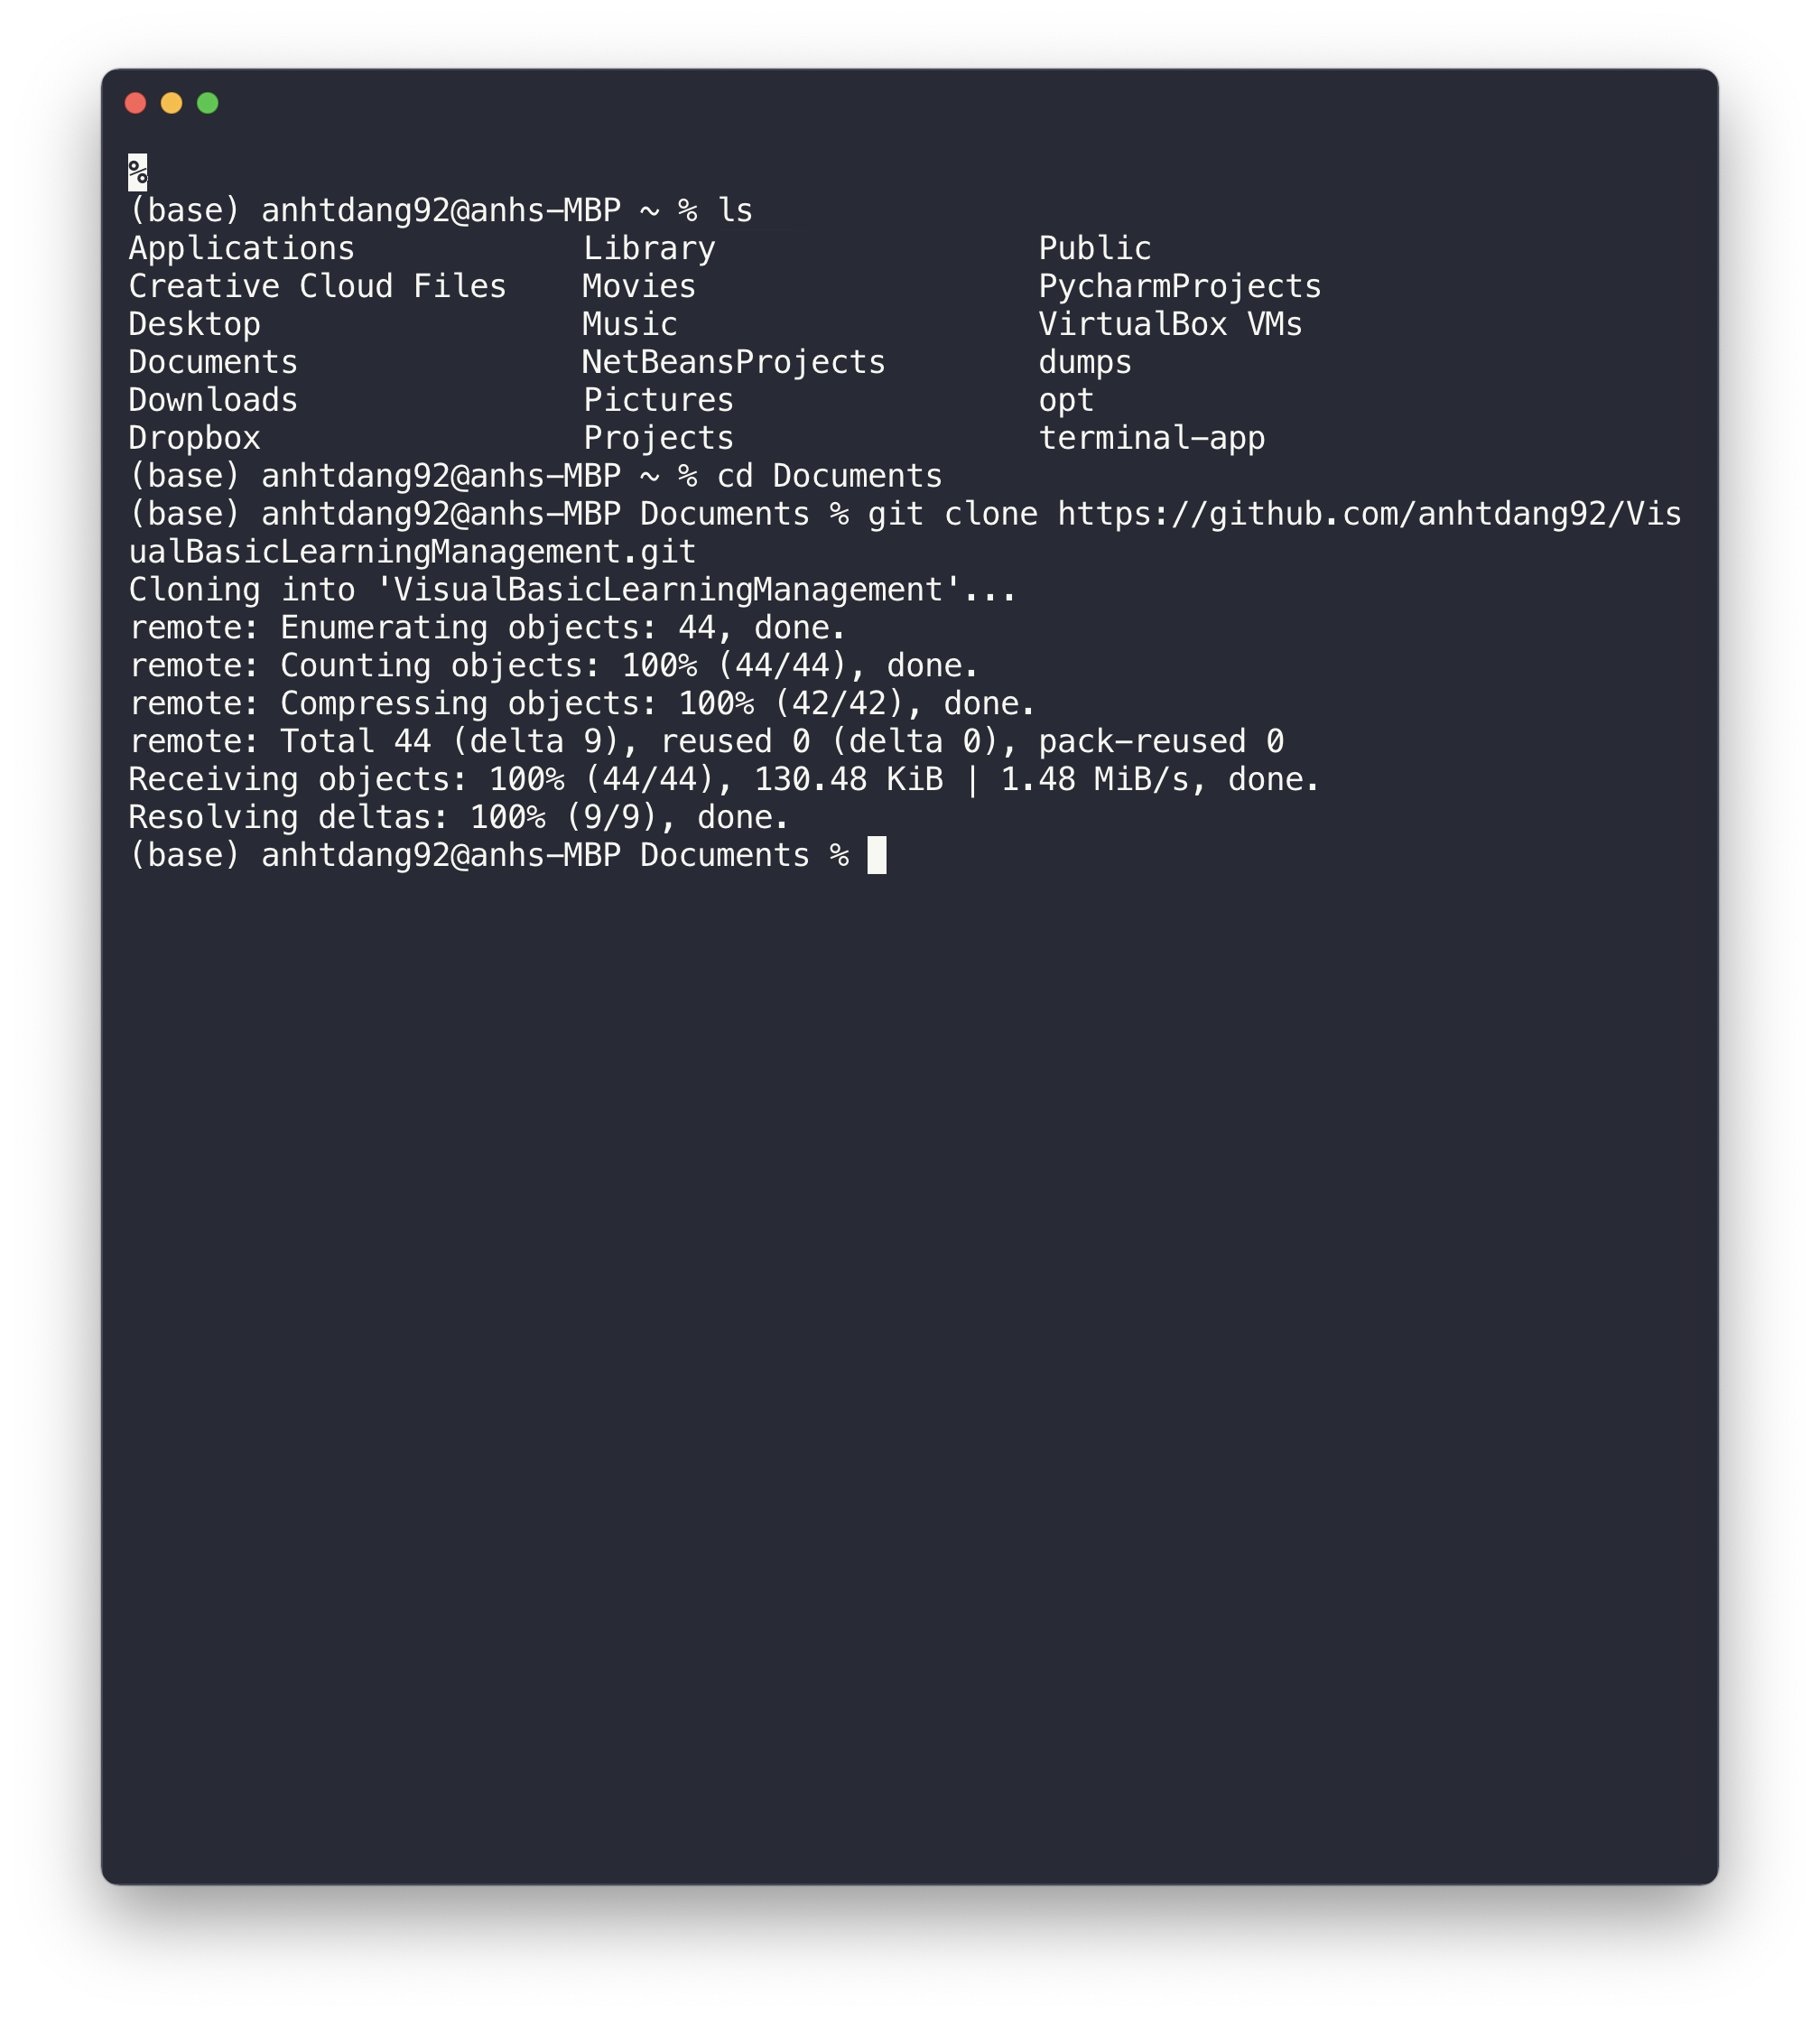 %
(base) anhtdang92@anhs-MBP ~ % ls
Applications Library Public
Creative Cloud Files Movies PycharmProjects
Desktop Music VirtualBox VMs
Documents NetBeansProjects dumps
Downloads Pictures opt
Dropbox Projects terminal-app
(base) anhtdang92@anhs-MBP ~ % cd Documents
(base) anhtdang92@anhs-MBP Documents % git clone https://github.com/anhtdang92/Vis
ualBasicLearningManagement.git
Cloning into 'VisualBasicLearningManagement'...
remote: Enumerating objects: 44, done.
remote: Counting objects: 100% (44/44), done.
remote: Compressing objects: 100% (42/42), done.
remote: Total 44 (delta 9), reused 0 (delta 0), pack-reused 0
Receiving objects: 100% (44/44), 130.48 KiB | 1.48 MiB/s, done.
Resolving deltas: 100% (9/9), done.
(base) anhtdang92@anhs-MBP Documents %